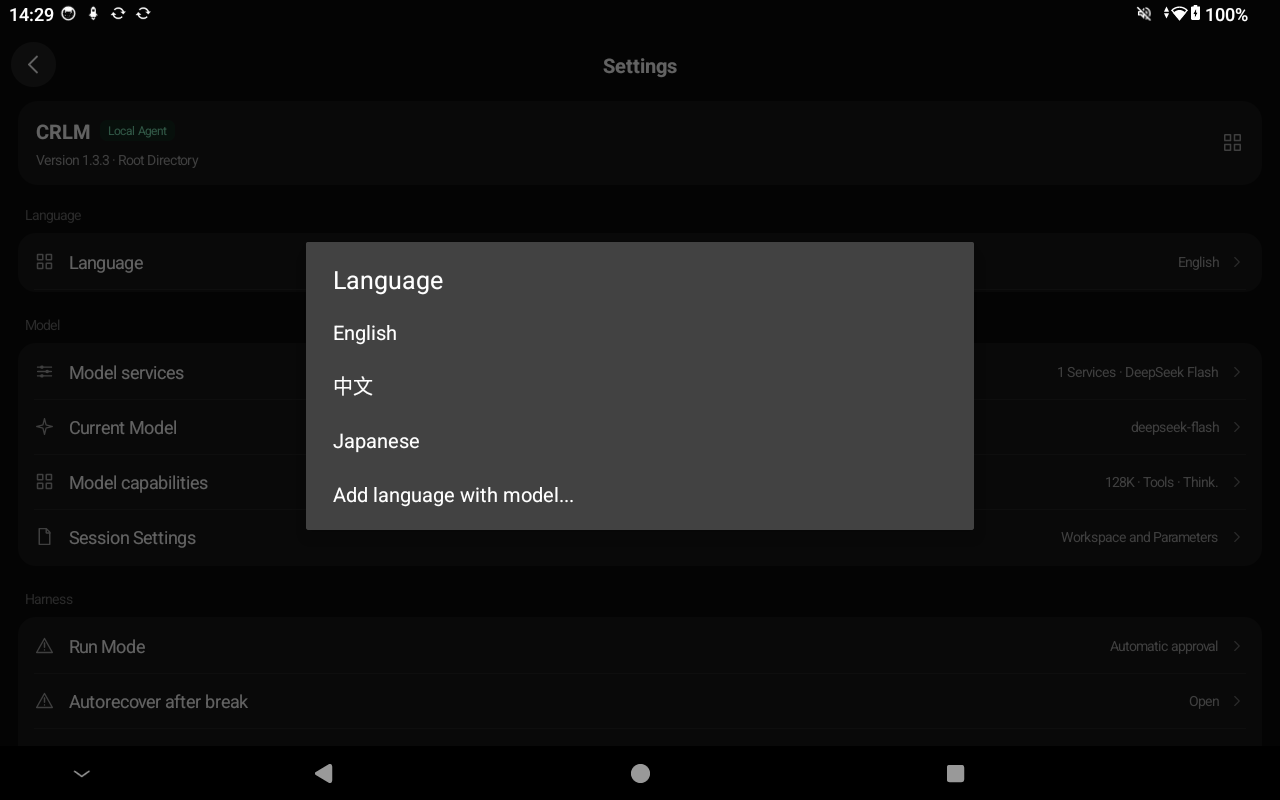 14:29
100%
Settings
CRLM Local Agent
Version 1.3.3 · Root Directory
Language
Language English
Language
English
中文
Japanese
Add language with model...
Model
Model services 1 Services · DeepSeek Flash
Current Model deepseek-flash
Model capabilities 128K · Tools · Think.
Session Settings Workspace and Parameters
Harness
Run Mode Automatic approval
Autorecover after break Open